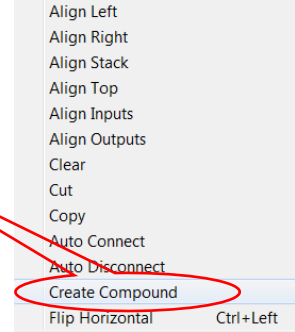 Align Left
Align Right
Align Stack
Align Top
Align Inputs
Align Outputs
Clear
Cut
Copy
Auto Connect
Auto Disconnect
Create Compound
Flip Horizontal Ctrl+Left